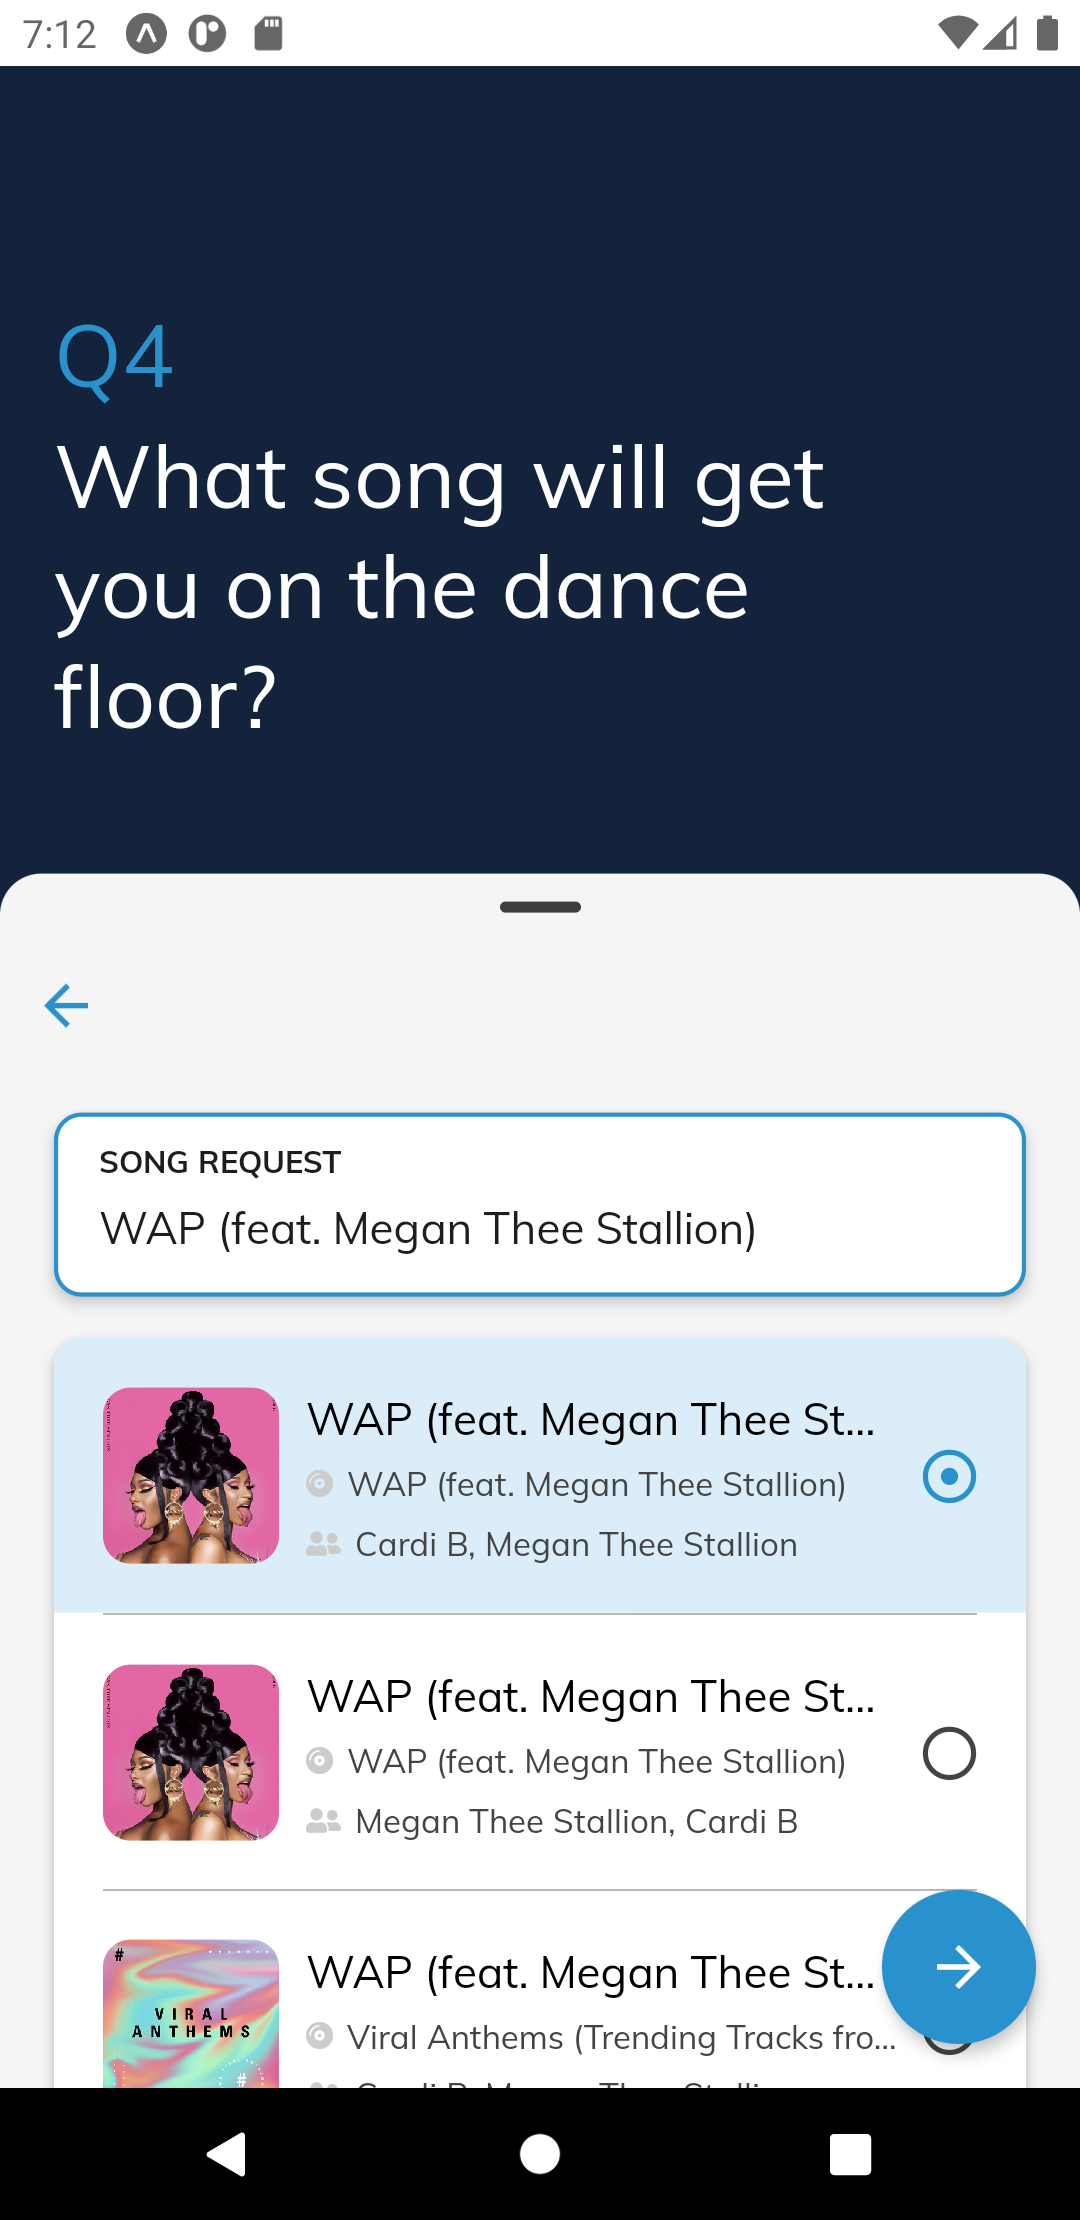 7:12
Q4
What song will get
you on the dance
floor?
SONG REQUEST
WAP (feat. Megan Thee Stallion)
WAP (feat. Megan Thee St...
WAP (feat. Megan Thee Stallion)
Cardi B, Megan Thee Stallion
WAP (feat. Megan Thee St...
WAP (feat. Megan Thee Stallion)
Megan Thee Stallion, Cardi B
#
VIRAL
ANTHEMS
#
WAP (feat. Megan Thee St...
Viral Anthems (Trending Tracks fro...